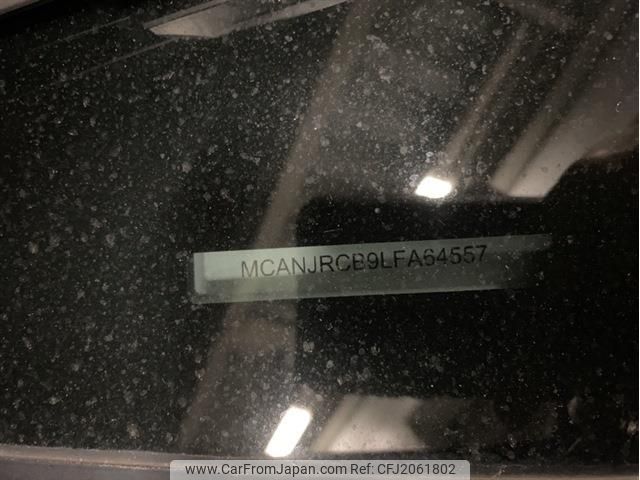 MCANJRCB9LFA64557
www.CarFromJapan.com | Ref: CFJ2061802